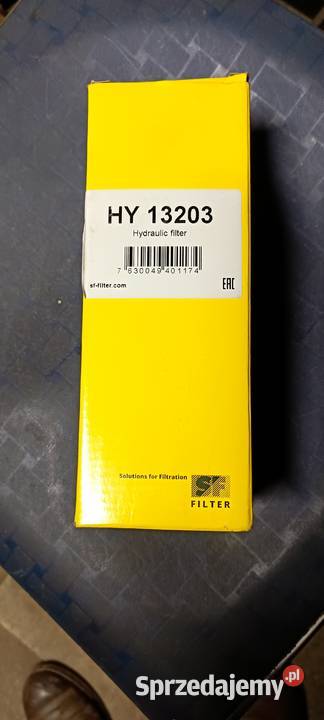 HY 13203
Hydraulic filter
7 630049 401174
sf-filter.com
EAC
Solutions for Filtration
SF
FILTER
Sprzedajemy.pl